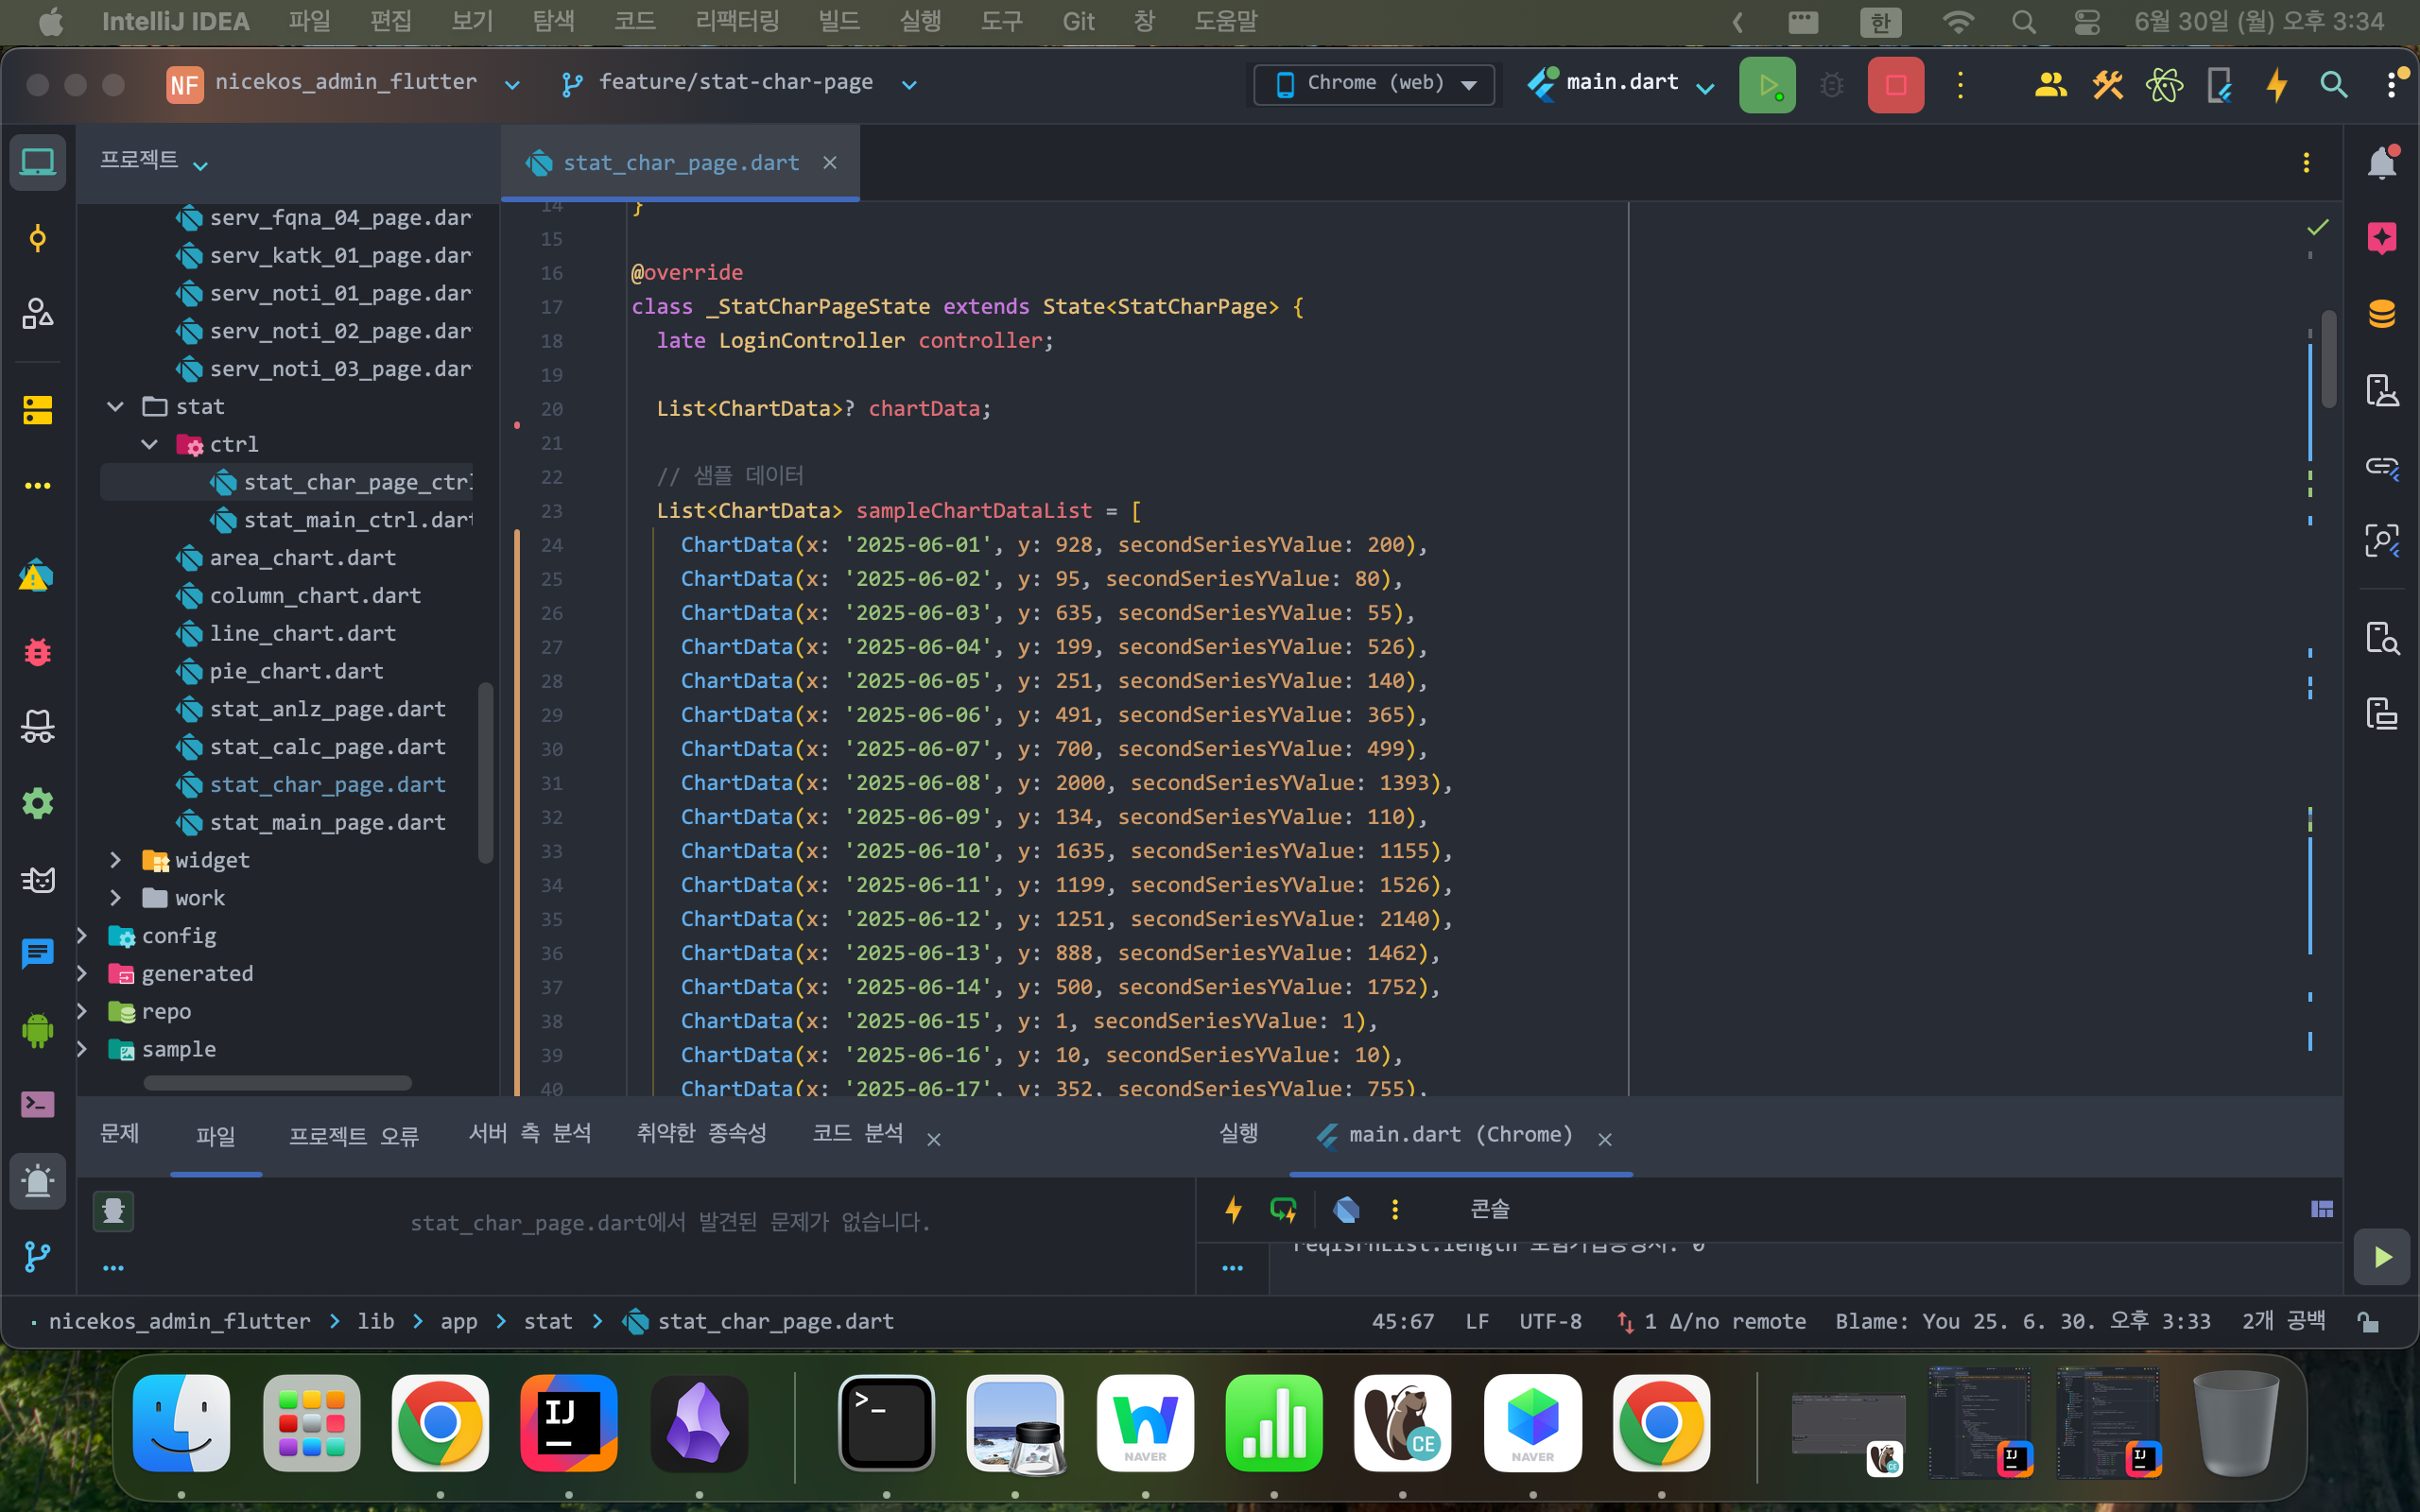 IntelliJ IDEA 파일 편집 보기 탐색 코드 리팩터링 빌드 실행 도구 Git 창 도움말 한 6월 30일 (월) 오후 3:34
NF nicekos_admin_flutter feature/stat-char-page Chrome (web) main.dart
프로젝트
serv_fqna_04_page.dar
serv_katk_01_page.dar
serv_noti_01_page.dar
serv_noti_02_page.dar
serv_noti_03_page.dar
stat
ctrl
stat_char_page_ctr
stat_main_ctrl.dar
area_chart.dart
column_chart.dart
line_chart.dart
pie_chart.dart
stat_anlz_page.dart
stat_calc_page.dart
stat_char_page.dart
stat_main_page.dart
widget
work
config
generated
repo
sample
stat_char_page.dart
14 }
15
16 @override
17 class _StatCharPageState extends State<StatCharPage> {
18 late LoginController controller;
19
20 List<ChartData>? chartData;
21
22 // 샘플 데이터
23 List<ChartData> sampleChartDataList = [
24 ChartData(x: '2025-06-01', y: 928, secondSeriesYValue: 200),
25 ChartData(x: '2025-06-02', y: 95, secondSeriesYValue: 80),
26 ChartData(x: '2025-06-03', y: 635, secondSeriesYValue: 55),
27 ChartData(x: '2025-06-04', y: 199, secondSeriesYValue: 526),
28 ChartData(x: '2025-06-05', y: 251, secondSeriesYValue: 140),
29 ChartData(x: '2025-06-06', y: 491, secondSeriesYValue: 365),
30 ChartData(x: '2025-06-07', y: 700, secondSeriesYValue: 499),
31 ChartData(x: '2025-06-08', y: 2000, secondSeriesYValue: 1393),
32 ChartData(x: '2025-06-09', y: 134, secondSeriesYValue: 110),
33 ChartData(x: '2025-06-10', y: 1635, secondSeriesYValue: 1155),
34 ChartData(x: '2025-06-11', y: 1199, secondSeriesYValue: 1526),
35 ChartData(x: '2025-06-12', y: 1251, secondSeriesYValue: 2140),
36 ChartData(x: '2025-06-13', y: 888, secondSeriesYValue: 1462),
37 ChartData(x: '2025-06-14', y: 500, secondSeriesYValue: 1752),
38 ChartData(x: '2025-06-15', y: 1, secondSeriesYValue: 1),
39 ChartData(x: '2025-06-16', y: 10, secondSeriesYValue: 10),
40 ChartData(x: '2025-06-17', y: 352, secondSeriesYValue: 755),
문제 파일 프로젝트 오류 서버 측 분석 취약한 종속성 코드 분석
stat_char_page.dart에서 발견된 문제가 없습니다.
실행 main.dart (Chrome)
콘솔
nicekos_admin_flutter > lib > app > stat > stat_char_page.dart 45:67 LF UTF-8 1 Δ/no remote Blame: You 25. 6. 30. 오후 3:33 2개 공백
IJ
>_
NAVER
CE
NAVER
IJ
IJ